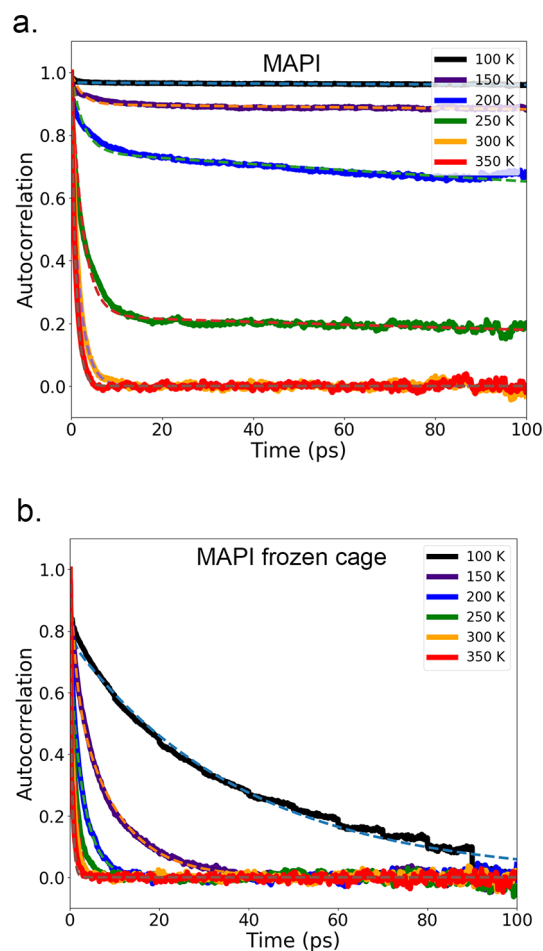 a.
MAPI
100 K
150 K
200 K
250 K
300 K
350 K
1.0
0.8
0.6
0.4
0.2
0.0
Autocorrelation
0
20
40
60
80
100
Time (ps)
b.
MAPI frozen cage
100 K
150 K
200 K
250 K
300 K
350 K
1.0
0.8
0.6
0.4
0.2
0.0
Autocorrelation
0
20
40
60
80
100
Time (ps)